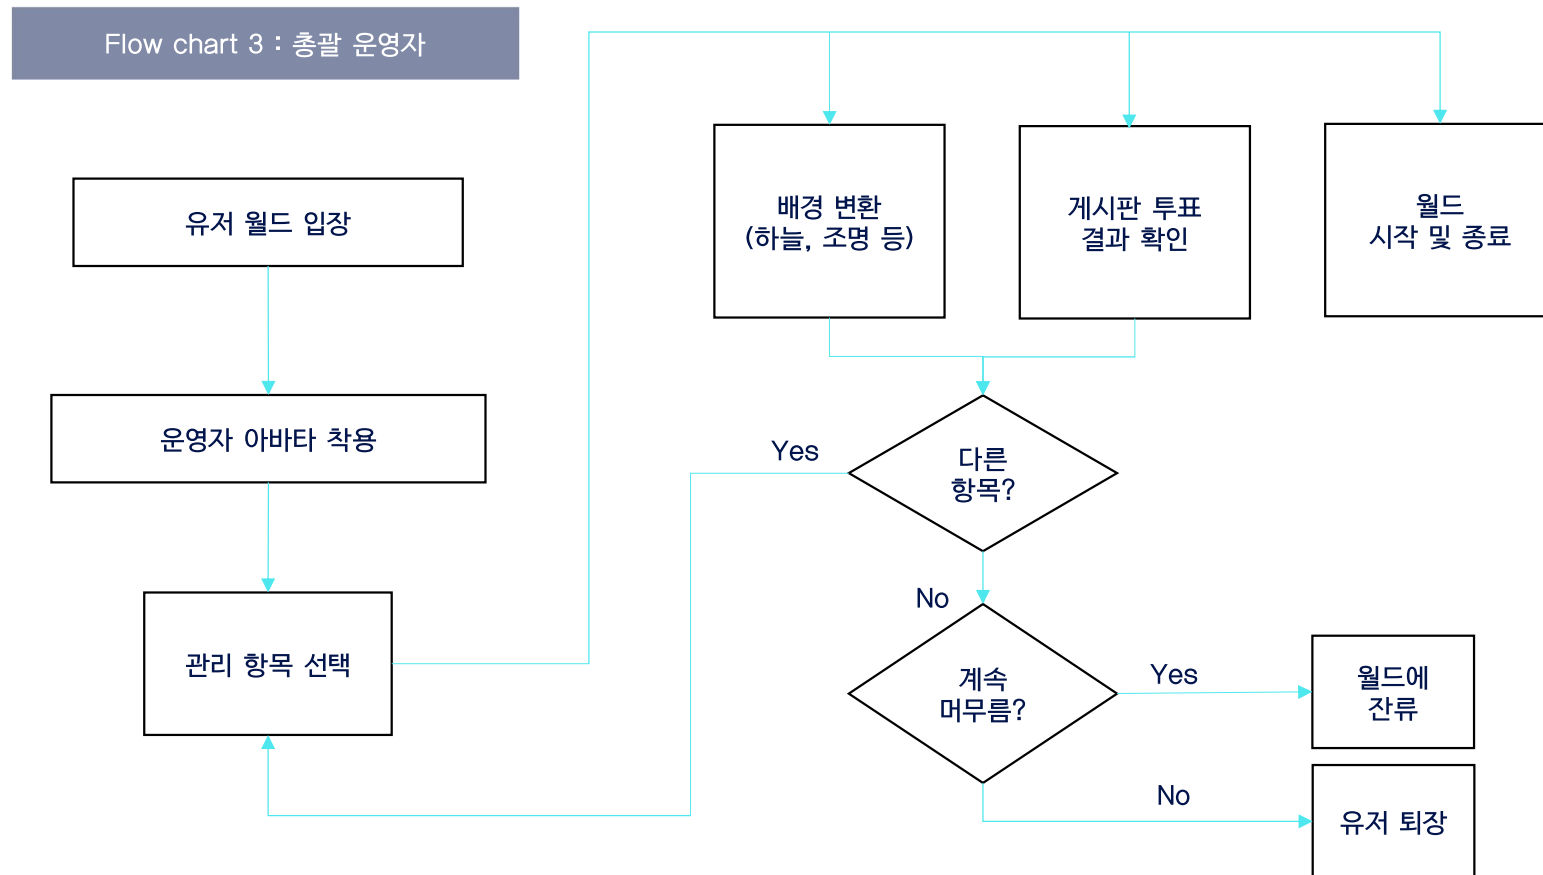 Flow chart 3 : 총괄 운영자
유저 월드 입장
운영자 아바타 착용
관리 항목 선택
배경 변환
(하늘, 조명 등)
게시판 투표
결과 확인
월드
시작 및 종료
다른
항목?
Yes
No
계속
머무름?
Yes
월드에
잔류
No
유저 퇴장